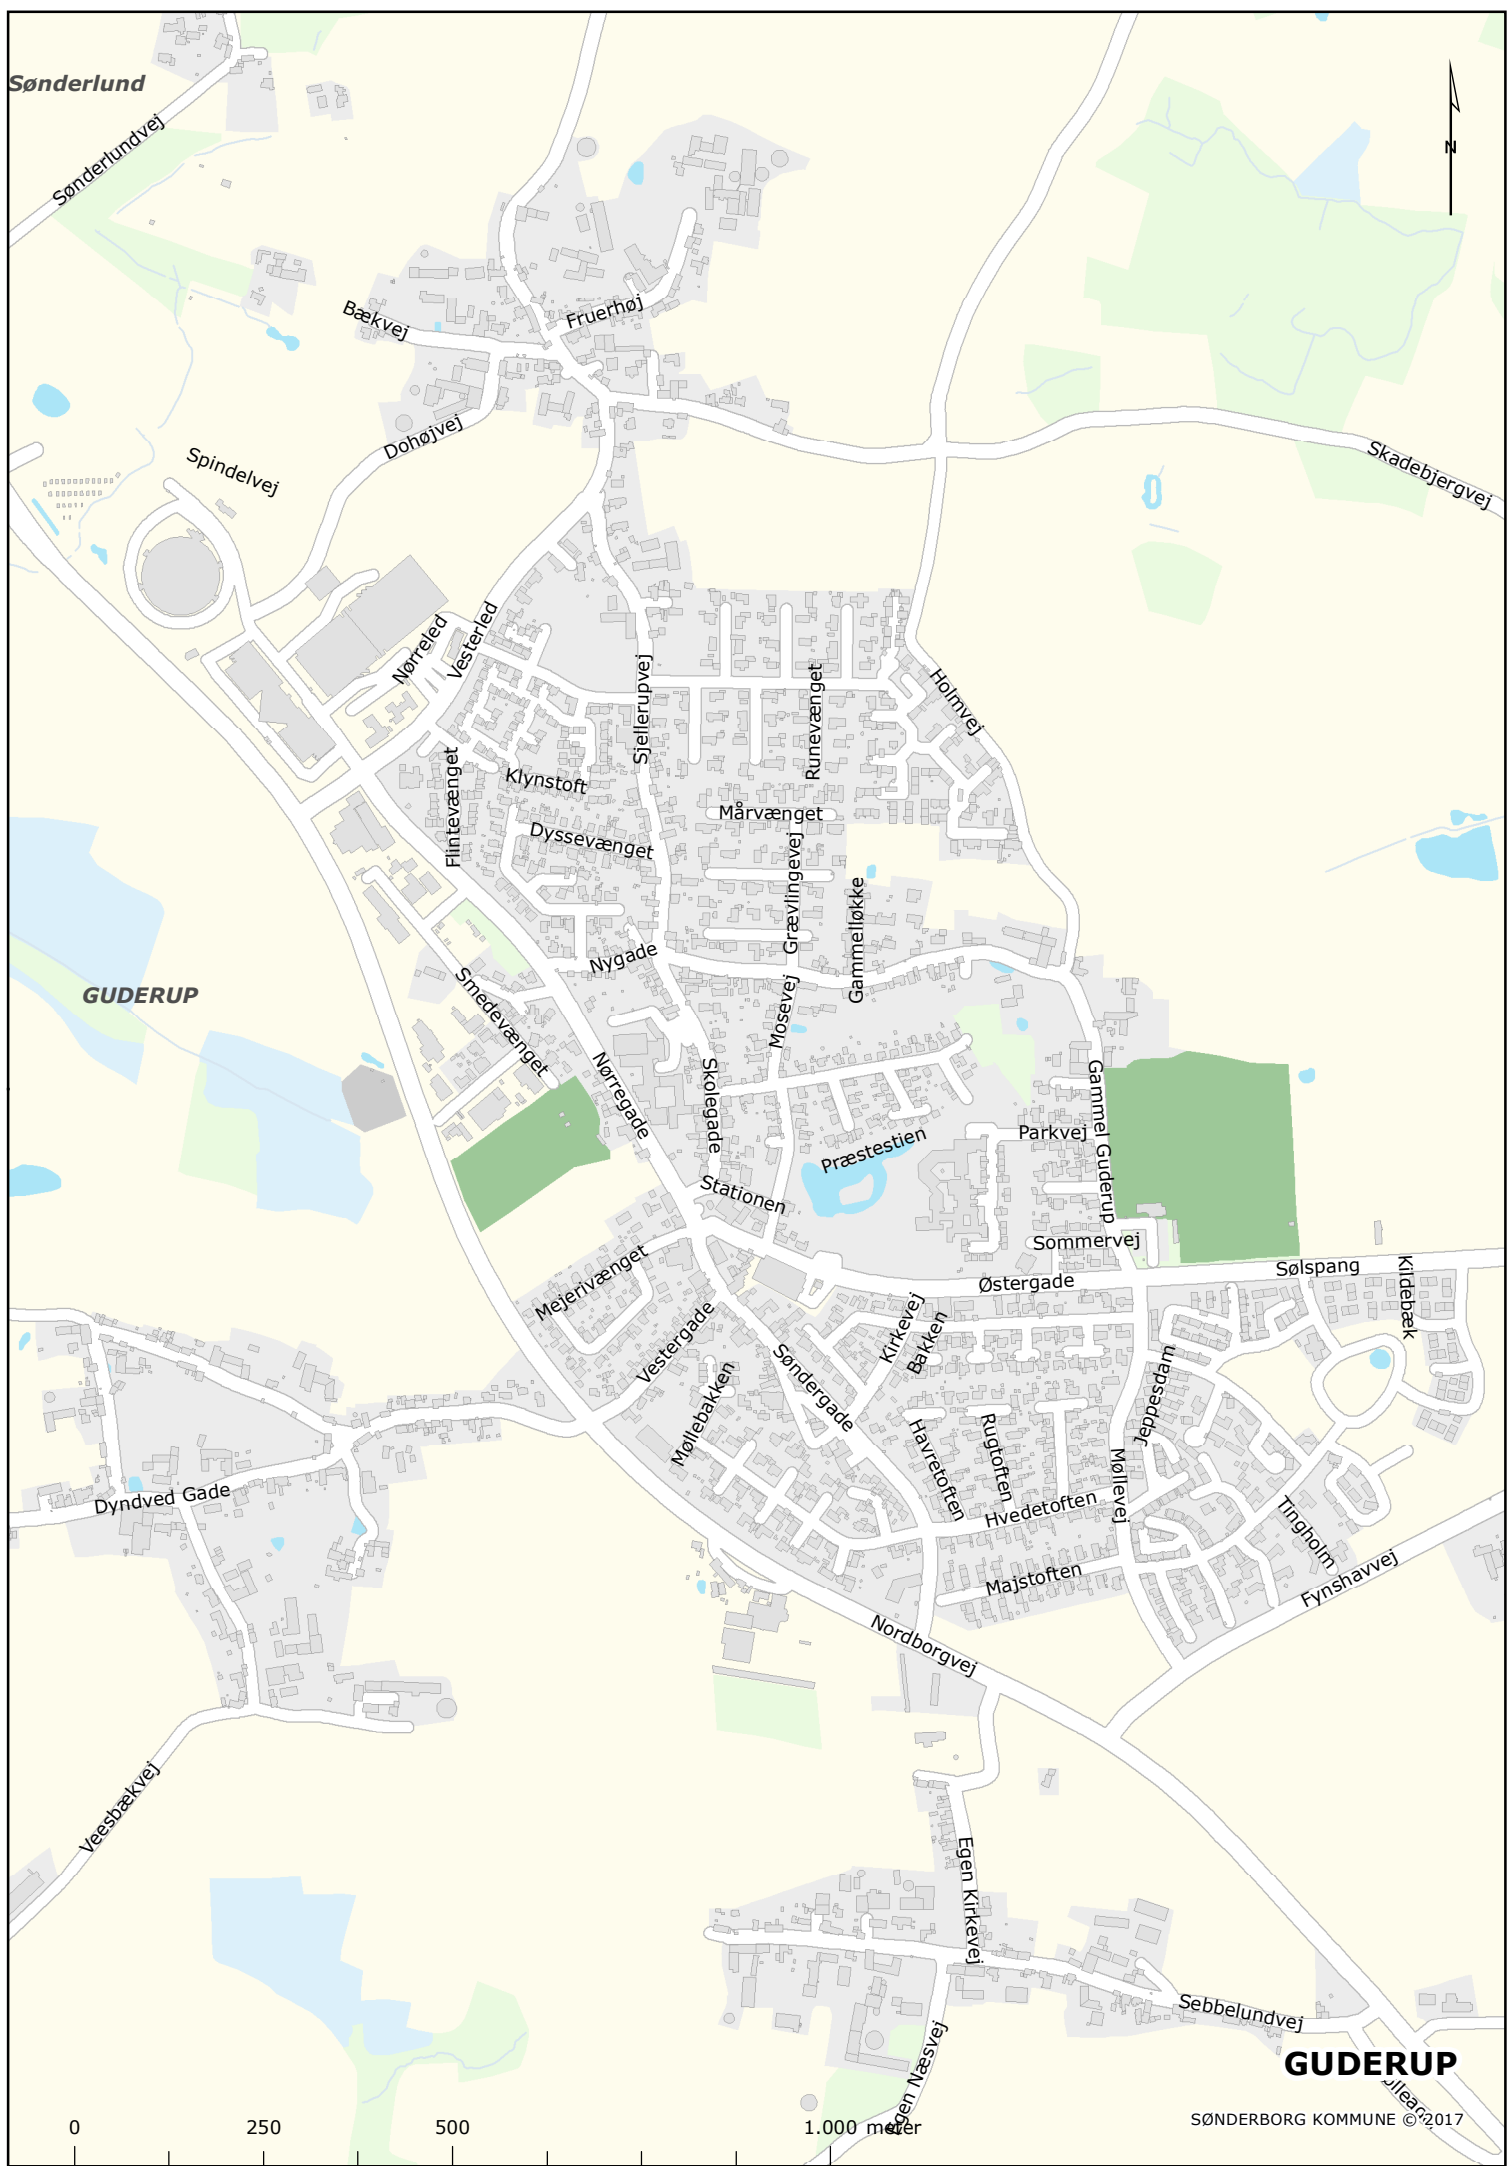 Sønderlund
Sønderlundvej
N
Bækvej
Fruerhøj
Dohøjvej
Spindelvej
Skadebjergvej
Nørreled
Vesterled
Sjellerupvej
Runevænget
Holmvej
Flintevænget
Klynstoft
Mårvænget
Dyssevænget
Grævlingevej
Gammelløkke
Nygade
GUDERUP
Smedevænget
Mosevej
Nørregade
Skolegade
Gammel Guderup
Parkvej
Præstestien
Stationen
Sommervej
Mejerivænget
Østergade
Sølspang
Kildebæk
Vestergade
Kirkevej
Bakken
Søndergade
Møllebakken
Jeppesdam
Havretoften
Rugtoften
Møllevej
Dyndved Gade
Hvedetoften
Tingholm
Majstoften
Fynshavvej
Nordborgvej
Veesbækvej
Egen Kirkevej
Sebbelundvej
Egen Næsvej
GUDERUP
SØNDERBORG KOMMUNE © 2017
0 250 500 1.000 meter